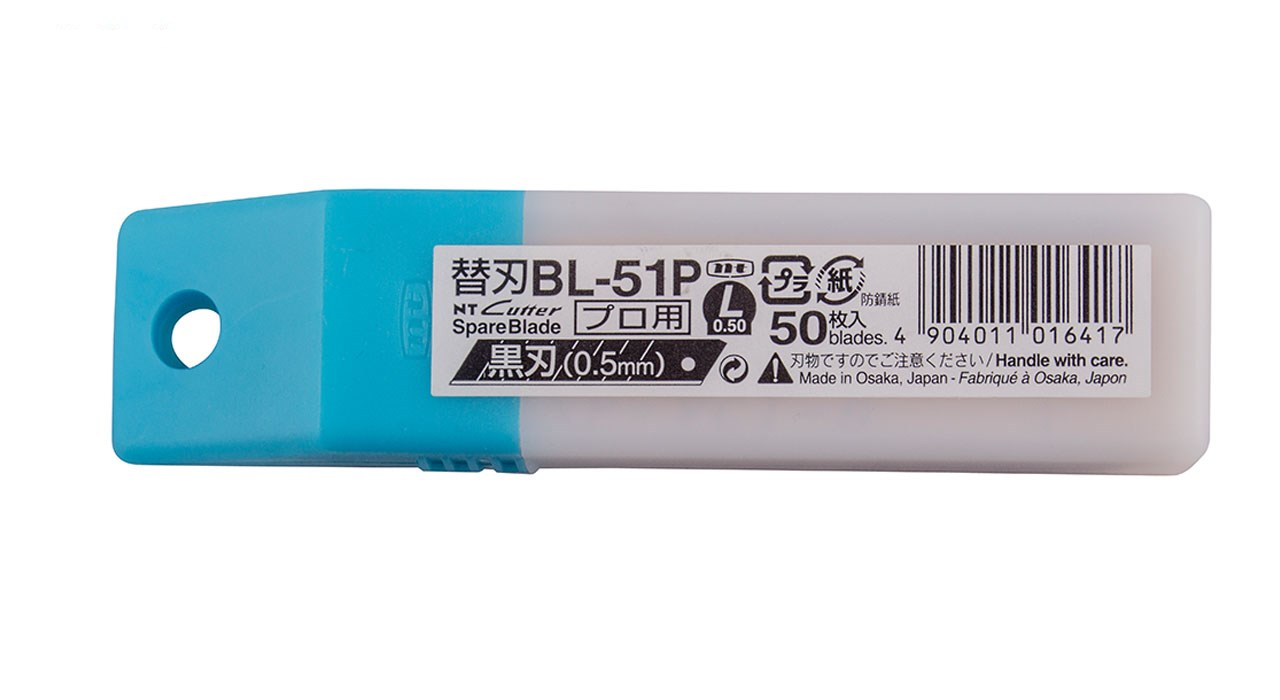 替刃BL-51P
NT Cutter
SpareBlade
プロ用
L
0.50
黒刃(0.5mm)
プラ
紙
防錆紙
50枚入
blades.
4 904011 016417
刃物ですのでご注意ください/Handle with care.
Made in Osaka, Japan - Fabriqué à Osaka, Japon